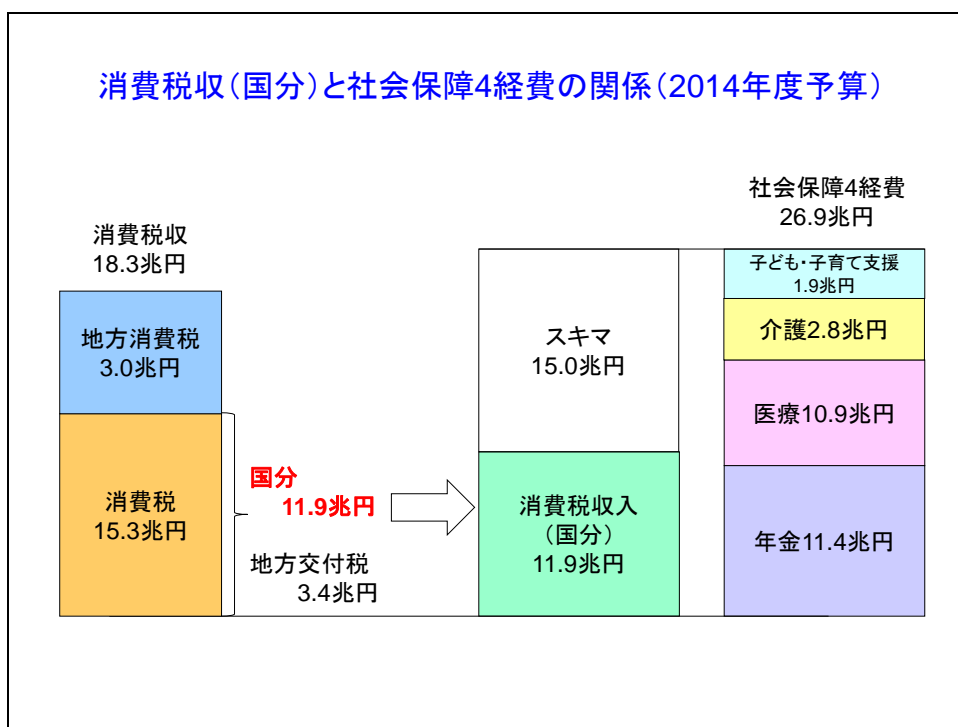 消費税収(国分)と社会保障4経費の関係(2014年度予算)
消費税収
18.3兆円
地方消費税
3.0兆円
消費税
15.3兆円
国分
11.9兆円
地方交付税
3.4兆円
スキマ
15.0兆円
消費税収入
(国分)
11.9兆円
社会保障4経費
26.9兆円
子ども・子育て支援
1.9兆円
介護2.8兆円
医療10.9兆円
年金11.4兆円